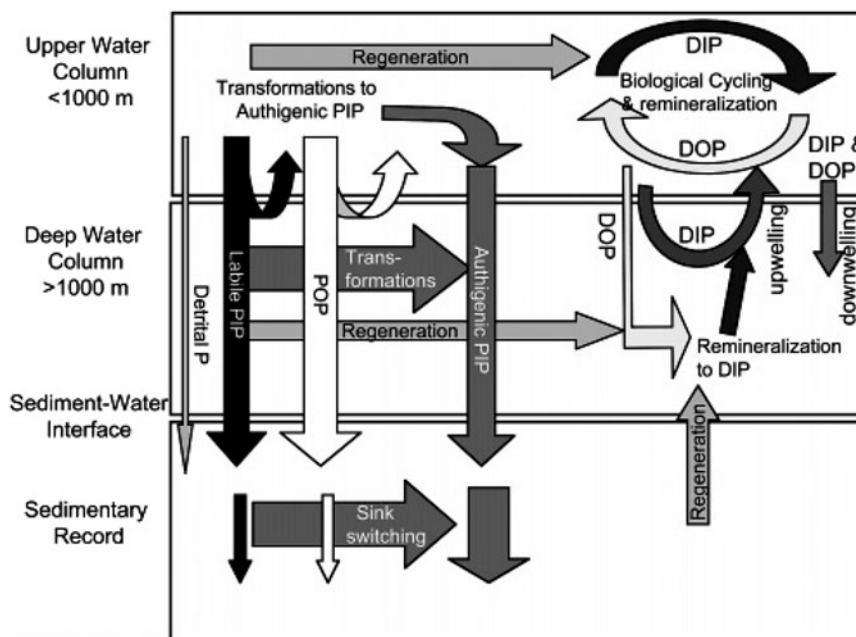 Upper Water
Column
<1000 m
Regeneration
DIP
Transformations to
Authigenic PIP
Biological Cycling
& remineralization
DOP
DIP &
DOP
Deep Water
Column
>1000 m
Detrital P
Labile PIP
POP
Trans-
formations
Authigenic PIP
DOP
DIP
upwelling
downwelling
Regeneration
Remineralization
to DIP
Sediment-Water
Interface
Regeneration
Sedimentary
Record
Sink
switching